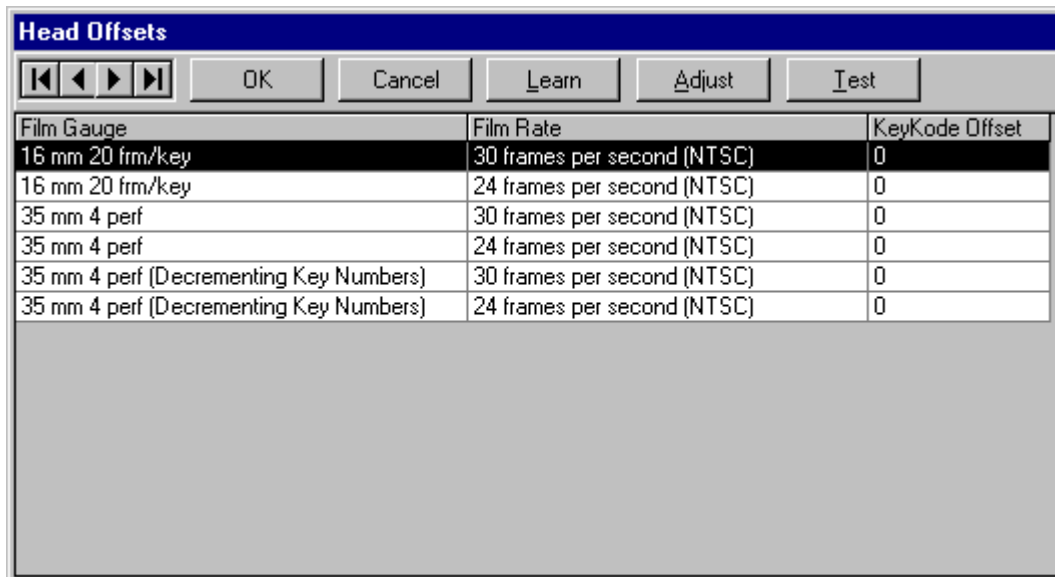 Head Offsets
OK Cancel Learn Adjust Test
Film Gauge Film Rate KeyKode Offset
16 mm 20 frm/key 30 frames per second (NTSC) 0
16 mm 20 frm/key 24 frames per second (NTSC) 0
35 mm 4 perf 30 frames per second (NTSC) 0
35 mm 4 perf 24 frames per second (NTSC) 0
35 mm 4 perf (Decrementing Key Numbers) 30 frames per second (NTSC) 0
35 mm 4 perf (Decrementing Key Numbers) 24 frames per second (NTSC) 0